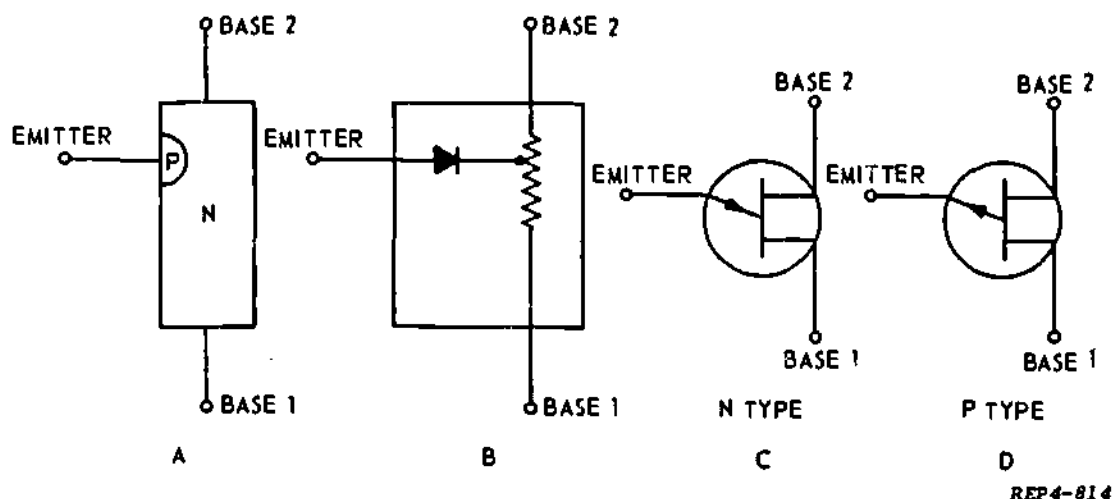 BASE 2
EMITTER
P
N
BASE 1
A
BASE 2
EMITTER
BASE 1
B
BASE 2
EMITTER
BASE 1
N TYPE
C
BASE 2
EMITTER
BASE 1
P TYPE
D
REP4-814